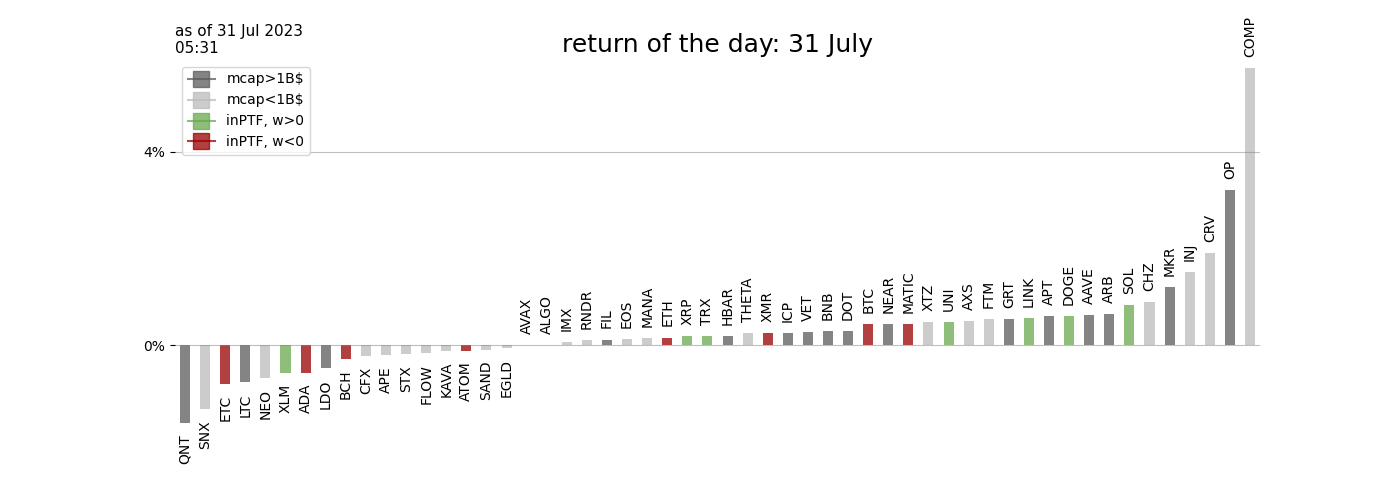 as of 31 Jul 2023
05:31
return of the day: 31 July
mcap>1B$
mcap<1B$
inPTF, w>0
inPTF, w<0
4%
0%
QNT
SNX
ETC
LTC
NEO
XLM
ADA
LDO
BCH
CFX
APE
STX
FLOW
KAVA
ATOM
SAND
EGLD
AVAX
ALGO
IMX
RNDR
FIL
EOS
MANA
ETH
XRP
TRX
HBAR
THETA
XMR
ICP
VET
BNB
DOT
BTC
NEAR
MATIC
XTZ
UNI
AXS
FTM
GRT
LINK
APT
DOGE
AAVE
ARB
SOL
CHZ
MKR
INJ
CRV
OP
COMP